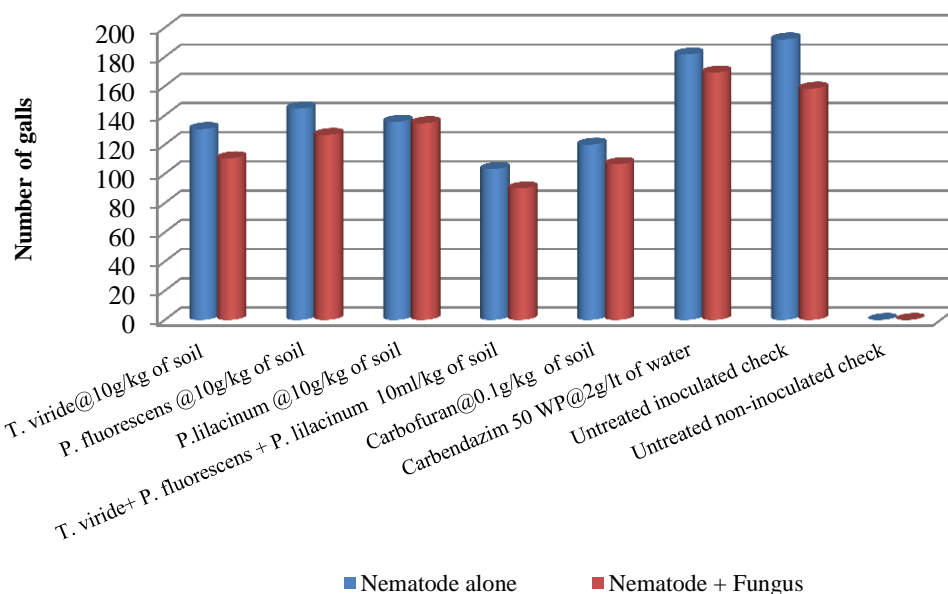 Number of galls
200
180
160
140
120
100
80
60
40
20
0
T. viride@10g/kg of soil
P. fluorescens @10g/kg of soil
P.lilacinum @10g/kg of soil
T. viride+ P. fluorescens + P. lilacinum 10ml/kg of soil
Carbofuran@0.1g/kg of soil
Carbendazim 50 WP@2g/lt of water
Untreated inoculated check
Untreated non-inoculated check
Nematode alone
Nematode + Fungus